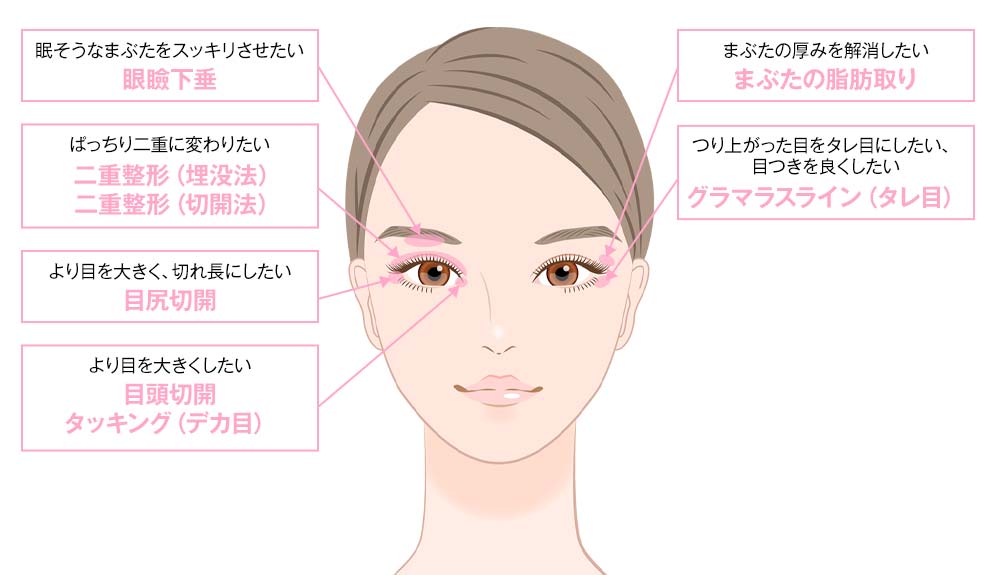 眠そうなまぶたをスッキリさせたい
眼瞼下垂
ぱっちり二重に変わりたい
二重整形（埋没法）
二重整形（切開法）
より目を大きく、切れ長にしたい
目尻切開
より目を大きくしたい
目頭切開
タッキング（デカ目）
まぶたの厚みを解消したい
まぶたの脂肪取り
つり上がった目をタレ目にしたい、
目つきを良くしたい
グラマラスライン（タレ目）